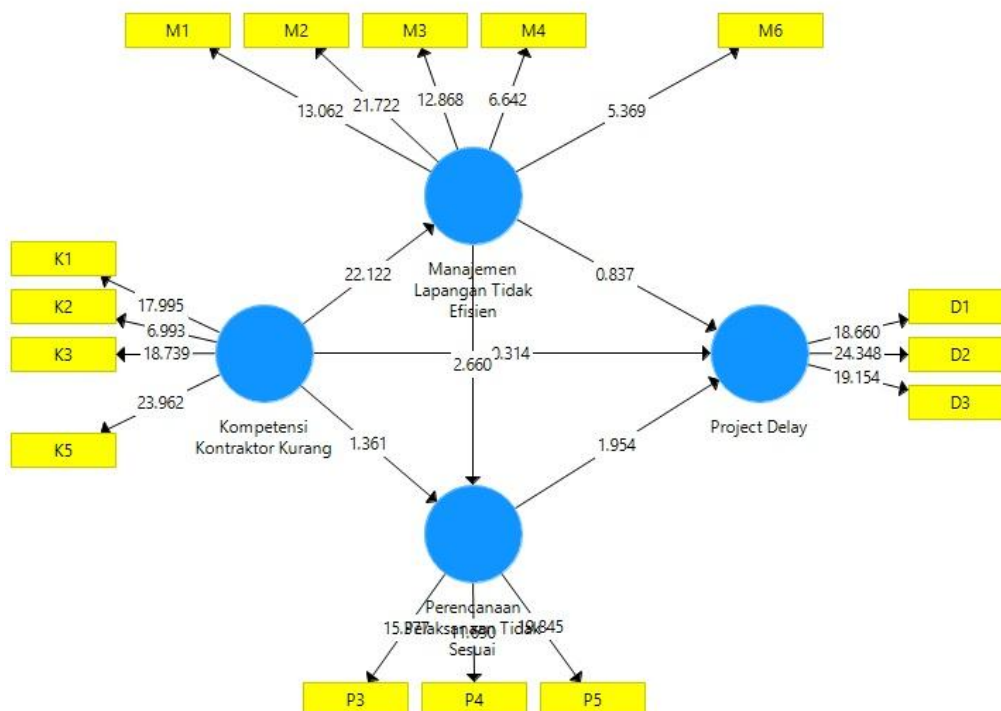 M1
M2
M3
M4
M6
13.062
21.722
12.868
6.642
5.369
K1
K2
K3
K5
17.995
6.993
18.739
23.962
22.122
Manajemen
Lapangan Tidak
Efisien
0.837
2.660
1.361
1.954
Kompetensi
Kontraktor Kurang
Project Delay
18.660
24.348
19.154
D1
D2
D3
Perencanaan
Pelaksanaan Tidak
Sesuai
P3
P4
P5